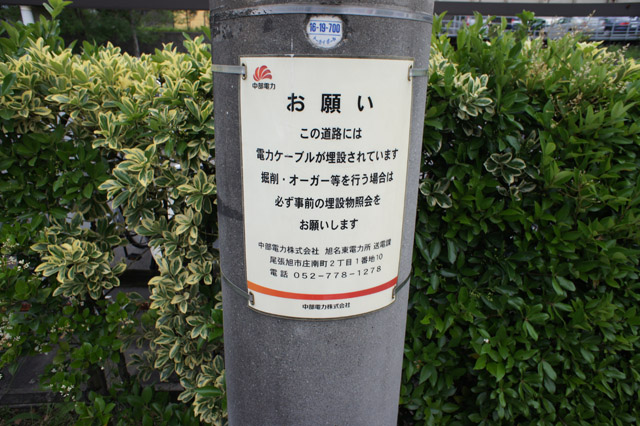 16-19-700
中部電力
お願い
この道路には
電力ケーブルが埋設されています
掘削・オーガー等を行う場合は
必ず事前の埋設物照会を
お願いします
中部電力株式会社 旭名東電力所 送電課
尾張旭市庄南町2丁目1番地10
電話 052-778-1278
中部電力株式会社